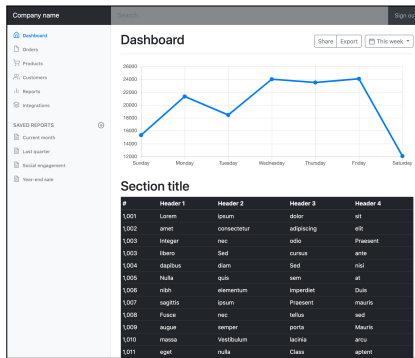 Company name
Search
Sign ou
Dashboard
Orders
Products
Customers
Reports
Integrations
SAVED REPORTS
Current month
Last quarter
Social engagement
Year-end sale
Dashboard
Share Export This week
26000
24000
22000
20000
18000
16000
14000
12000
Sunday Monday Tuesday Wednesday Thursday Friday Saturday
Section title
# Header 1 Header 2 Header 3 Header 4
1,001 Lorem ipsum dolor sit
1,002 amet consectetur adipiscing elit
1,003 Integer nec odio Praesent
1,003 libero Sed cursus ante
1,004 dapibus diam Sed nisi
1,005 Nulla quis sem at
1,006 nibh elementum imperdiet Duis
1,007 sagittis ipsum Praesent mauris
1,008 Fusce nec tellus sed
1,009 augue semper porta Mauris
1,010 massa Vestibulum lacinia arcu
1,011 eget nulla Class aptent